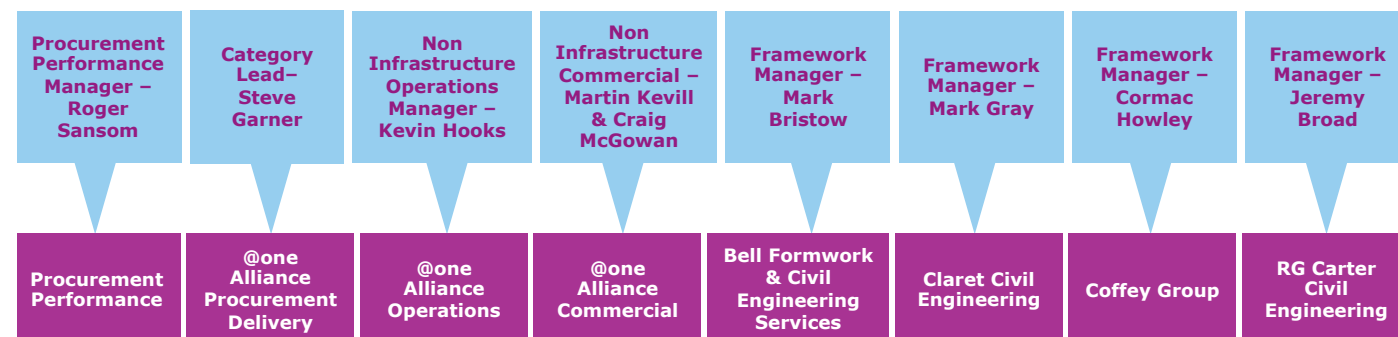 Procurement
Performance
Manager –
Roger
Sansom
Category
Lead–
Steve
Garner
Non
Infrastructure
Operations
Manager –
Kevin Hooks
Non
Infrastructure
Commercial –
Martin Kevill
& Craig
McGowan
Framework
Manager –
Mark
Bristow
Framework
Manager –
Mark Gray
Framework
Manager –
Cormac
Howley
Framework
Manager –
Jeremy
Broad
Procurement
Performance
@one
Alliance
Procurement
Delivery
@one
Alliance
Operations
@one
Alliance
Commercial
Bell Formwork
& Civil
Engineering
Services
Claret Civil
Engineering
Coffey Group
RG Carter
Civil
Engineering